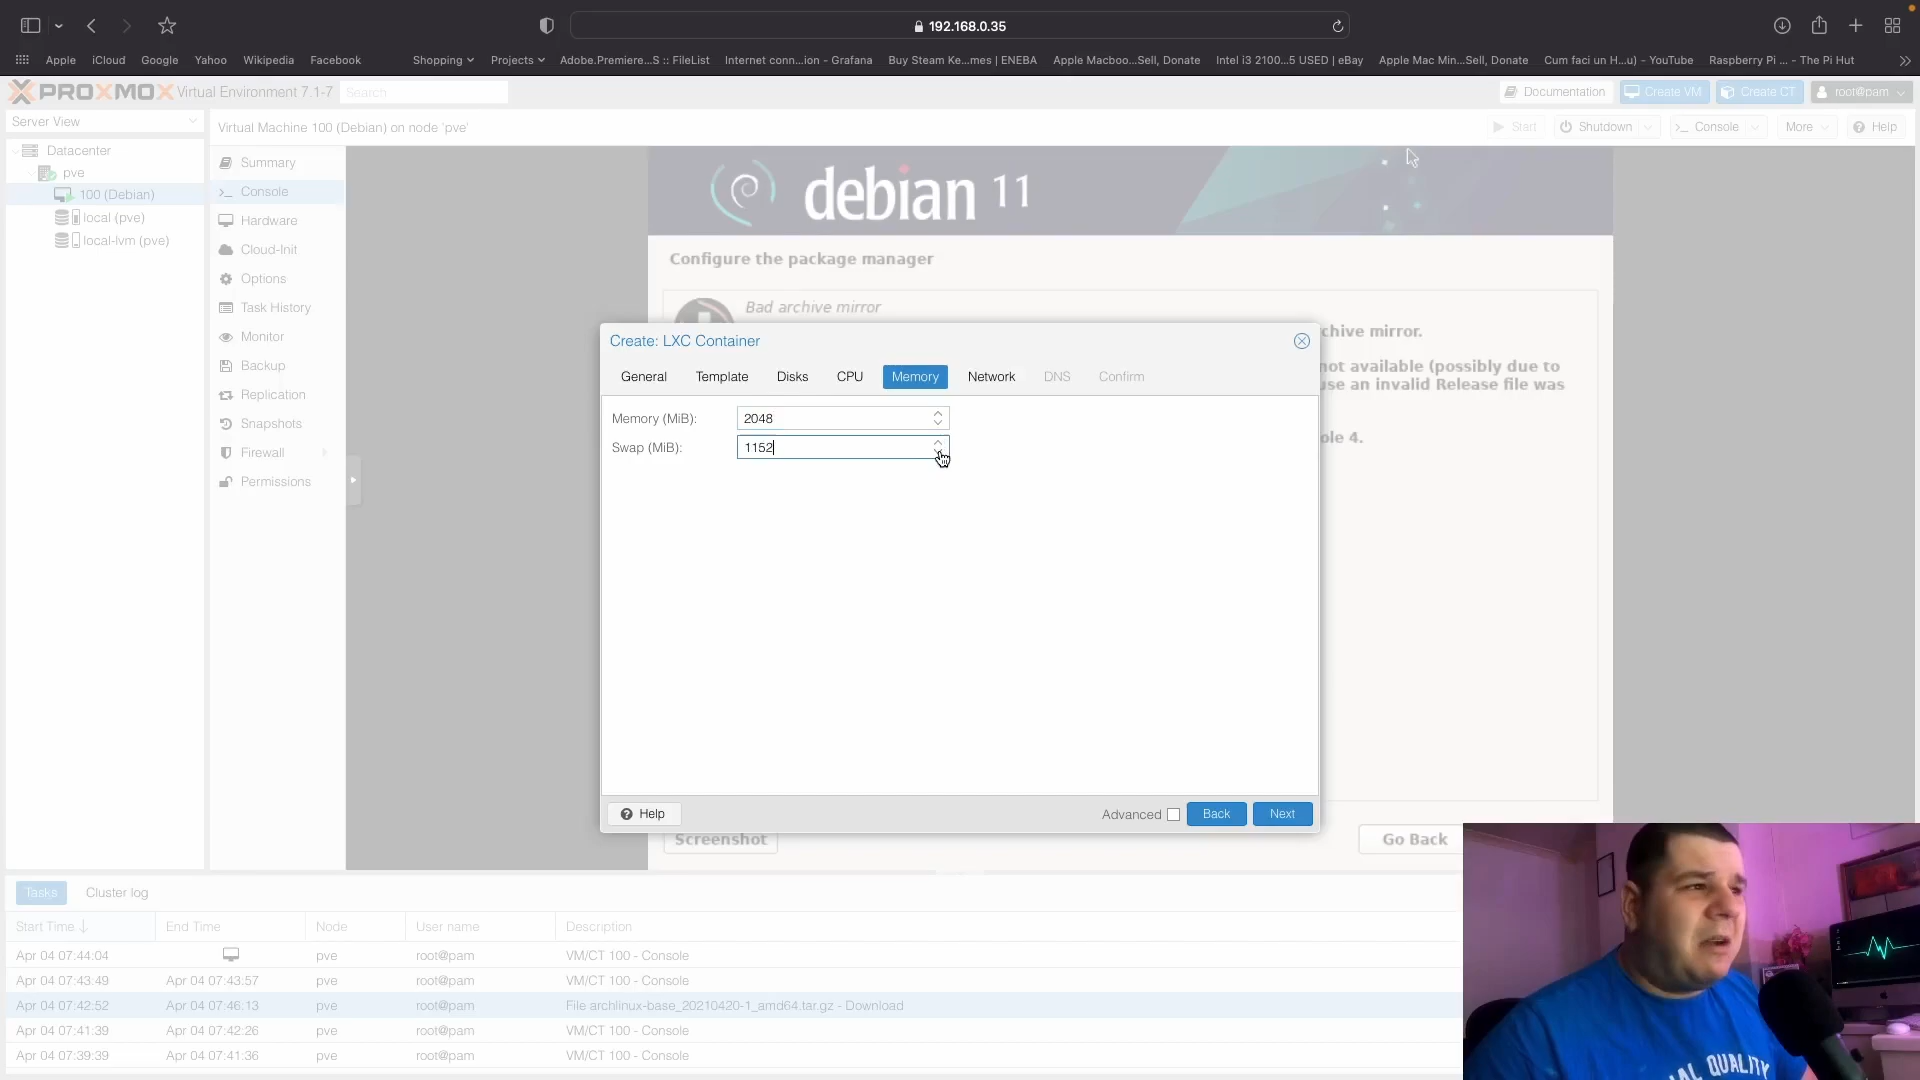 192.168.0.35
Apple iCloud Google Yahoo Wikipedia Facebook Shopping Projects Adobe.Premiere...S :: FileList Internet conn...ion - Grafana Buy Steam Ke...mes | ENEBA Apple Macboo...Sell, Donate Intel i3 2100...5 USED | eBay Apple Mac Min...Sell, Donate Cum faci un H...u) - YouTube Raspberry Pi ... - The Pi Hut
PROXMOX Virtual Environment 7.1-7 Search Documentation Create VM Create CT root@pam
Server View
Virtual Machine 100 (Debian) on node 'pve' Start Shutdown Console More Help
Datacenter
pve
100 (Debian)
local (pve)
local-lvm (pve)
Summary
Console
Hardware
Cloud-Init
Options
Task History
Monitor
Backup
Replication
Snapshots
Firewall
Permissions
debian 11
Configure the package manager
Bad archive mirror
chive mirror.
not available (possibly due to
use an invalid Release file was
ole 4.
Screenshot Go Back
Create: LXC Container
General Template Disks CPU Memory Network DNS Confirm
Memory (MiB): 2048
Swap (MiB): 1152
Help Advanced Back Next
Tasks Cluster log
Start Time End Time Node User name Description
Apr 04 07:44:04 pve root@pam VM/CT 100 - Console
Apr 04 07:43:49 Apr 04 07:43:57 pve root@pam VM/CT 100 - Console
Apr 04 07:42:52 Apr 04 07:46:13 pve root@pam File archlinux-base_20210420-1_amd64.tar.gz - Download
Apr 04 07:41:39 Apr 04 07:42:26 pve root@pam VM/CT 100 - Console
Apr 04 07:39:39 Apr 04 07:41:36 pve root@pam VM/CT 100 - Console
AL QUALITY